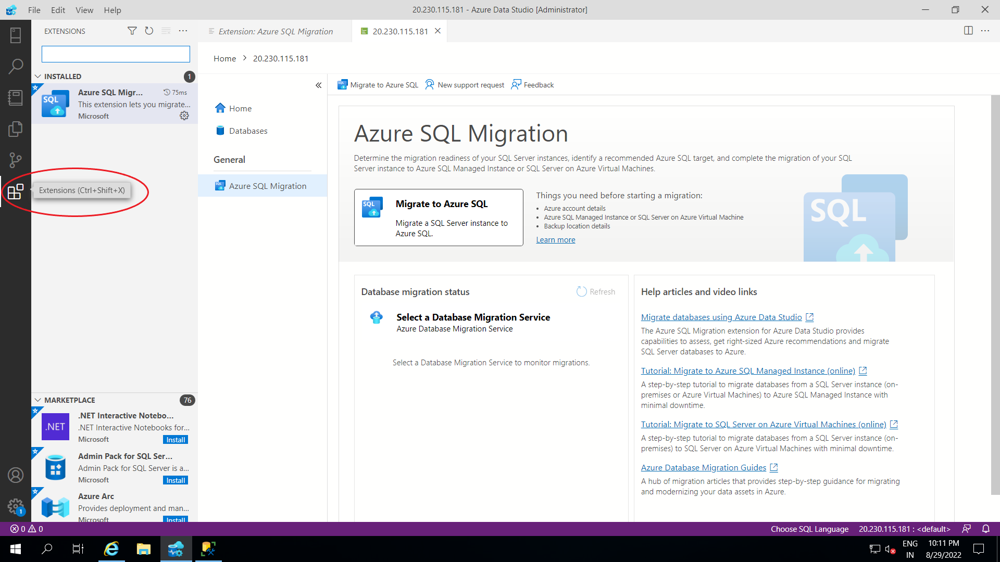 File Edit View Help
20.230.115.181 - Azure Data Studio [Administrator]
EXTENSIONS
INSTALLED
1
SQL
Azure SQL Migr...
75ms
This extension lets you migrate...
Microsoft
Extensions (Ctrl+Shift+X)
MARKETPLACE
76
.NET
.NET Interactive Notebo...
.NET Interactive Notebooks for...
Microsoft
Install
Admin Pack for SQL Ser...
Admin Pack for SQL Server is a...
Microsoft
Install
Azure Arc
Provides deployment and man...
Microsoft
Install
1
Extension: Azure SQL Migration
20.230.115.181
Home > 20.230.115.181
Home
Databases
General
SQL
Azure SQL Migration
SQL
Migrate to Azure SQL
New support request
Feedback
Azure SQL Migration
Determine the migration readiness of your SQL Server instances, identify a recommended Azure SQL target, and complete the migration of your SQL
Server instance to Azure SQL Managed Instance or SQL Server on Azure Virtual Machines.
SQL
Migrate to Azure SQL
Migrate a SQL Server instance to
Azure SQL.
Things you need before starting a migration:
• Azure account details
• Azure SQL Managed Instance or SQL Server on Azure Virtual Machine
• Backup location details
Learn more
SQL
Database migration status
Refresh
Select a Database Migration Service
Azure Database Migration Service
Select a Database Migration Service to monitor migrations.
Help articles and video links
Migrate databases using Azure Data Studio
The Azure SQL Migration extension for Azure Data Studio provides
capabilities to assess, get right-sized Azure recommendations and migrate
SQL Server databases to Azure.
Tutorial: Migrate to Azure SQL Managed Instance (online)
A step-by-step tutorial to migrate databases from a SQL Server instance (on-
premises or Azure Virtual Machines) to Azure SQL Managed Instance with
minimal downtime.
Tutorial: Migrate to SQL Server on Azure Virtual Machines (online)
A step-by-step tutorial to migrate databases from a SQL Server instance (on-
premises) to SQL Server on Azure Virtual Machines with minimal downtime.
Azure Database Migration Guides
A hub of migration articles that provides step-by-step guidance for migrating
and modernizing your data assets in Azure.
0 0
Choose SQL Language
20.230.115.181 : <default>
ENG
IN
10:11 PM
8/29/2022